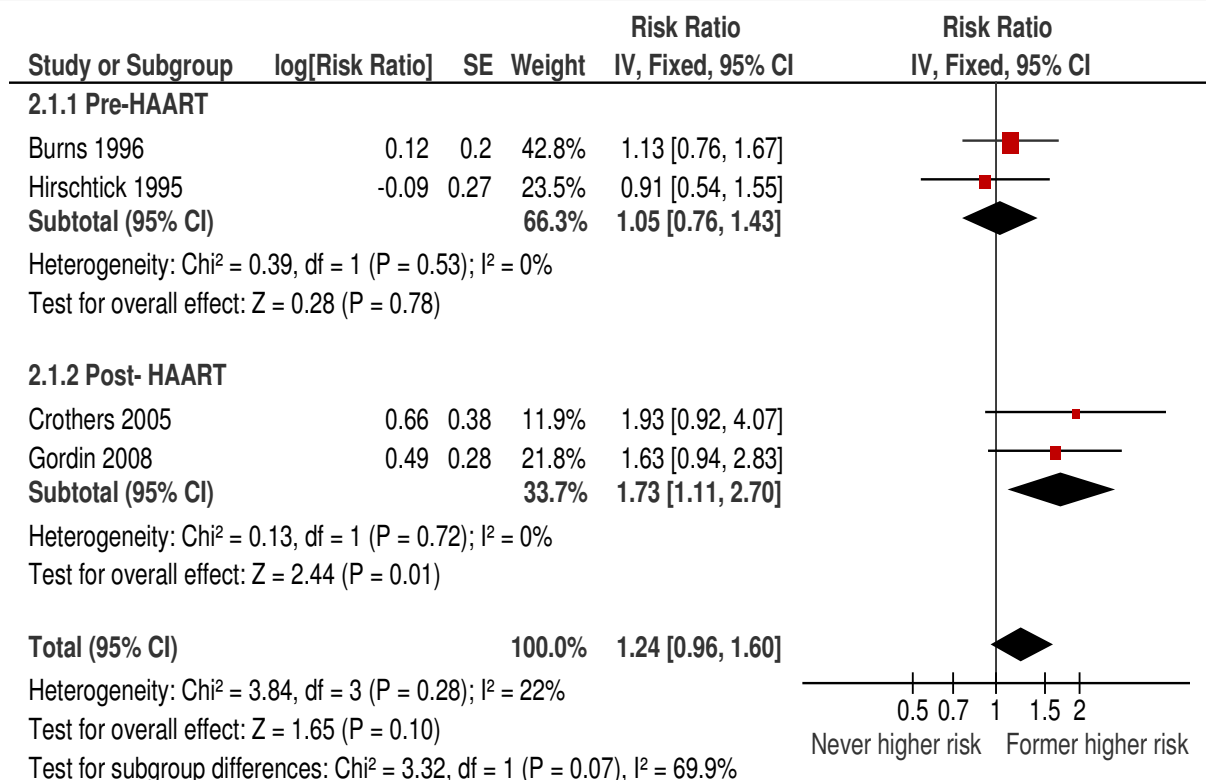 Risk Ratio Risk Ratio
Study or Subgroup log[Risk Ratio] SE Weight IV, Fixed, 95% CI IV, Fixed, 95% CI
2.1.1 Pre-HAART
Burns 1996 0.12 0.2 42.8% 1.13 [0.76, 1.67]
Hirschtick 1995 -0.09 0.27 23.5% 0.91 [0.54, 1.55]
Subtotal (95% CI) 66.3% 1.05 [0.76, 1.43]
Heterogeneity: Chi² = 0.39, df = 1 (P = 0.53); I² = 0%
Test for overall effect: Z = 0.28 (P = 0.78)
2.1.2 Post- HAART
Crothers 2005 0.66 0.38 11.9% 1.93 [0.92, 4.07]
Gordin 2008 0.49 0.28 21.8% 1.63 [0.94, 2.83]
Subtotal (95% CI) 33.7% 1.73 [1.11, 2.70]
Heterogeneity: Chi² = 0.13, df = 1 (P = 0.72); I² = 0%
Test for overall effect: Z = 2.44 (P = 0.01)
Total (95% CI) 100.0% 1.24 [0.96, 1.60]
Heterogeneity: Chi² = 3.84, df = 3 (P = 0.28); I² = 22%
Test for overall effect: Z = 1.65 (P = 0.10)
Test for subgroup differences: Chi² = 3.32, df = 1 (P = 0.07), I² = 69.9%
0.5 0.7 1 1.5 2
Never higher risk Former higher risk